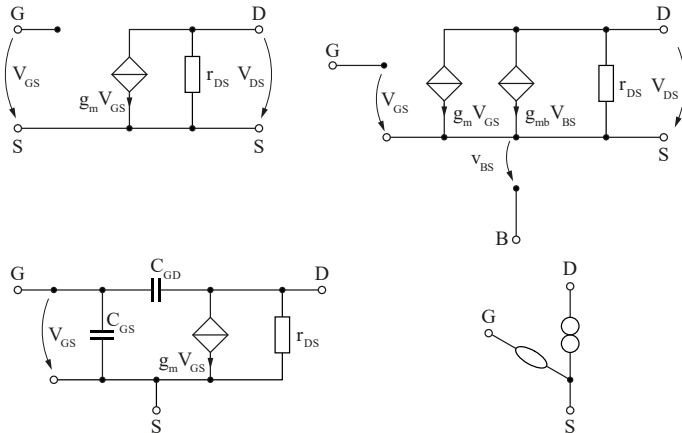 G
D
V_GS
g_m V_GS
r_DS
V_DS
S
S
G
D
V_GS
g_m V_GS
g_mb V_BS
r_DS
V_DS
S
v_BS
B
G
C_GD
D
V_GS
C_GS
g_m V_GS
r_DS
S
D
G
S